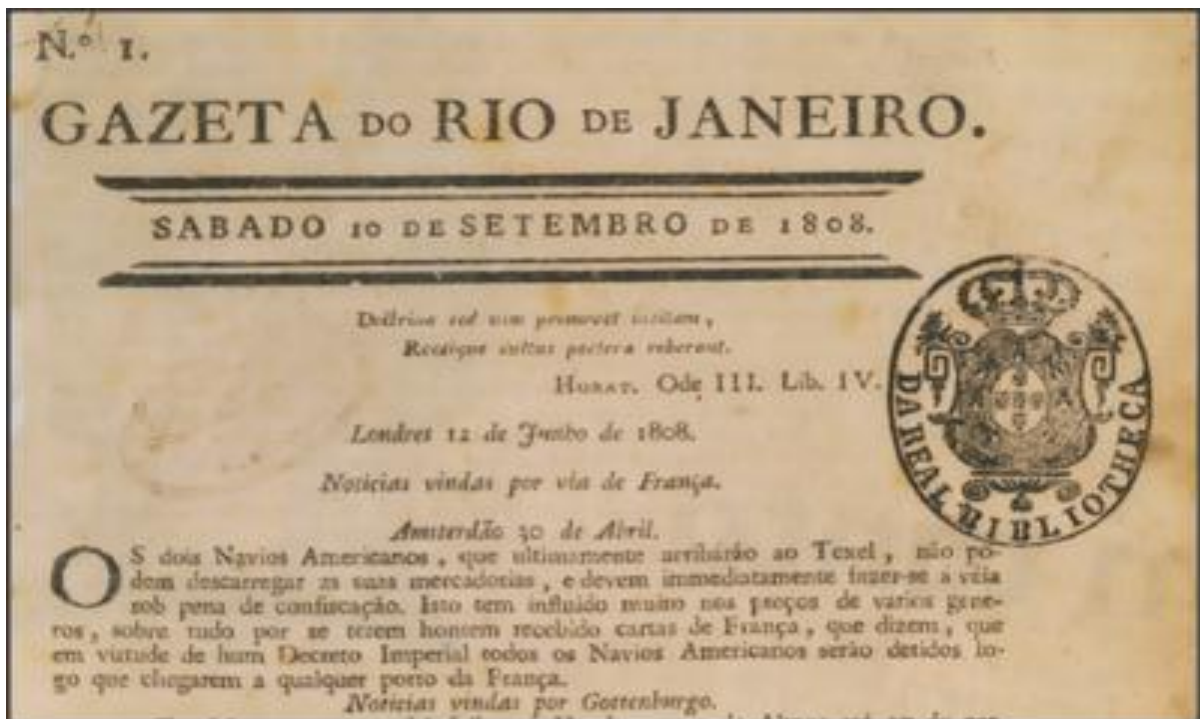 N.º 1.
GAZETA DO RIO DE JANEIRO.
SABADO 10 DE SETEMBRO DE 1808.
Doctrina sed vim promovet insitam,
Rectique cultus pectora roborant.
HORAT. Ode III. Lib. IV.
Londres 12 de Junho de 1808.
Noticias vindas por via de França.
Amsterdão 30 de Abril.
OS dois Navios Americanos, que ultimamente arribárão ao Texel, não po-
dem descarregar as suas mercadorias, e devem immediatamente fazer-se á véla
sob pena de confiscação. Isto tem influido muito nos preços de varios gene-
ros, sobre tudo por se terem hontem recebido cartas de França, que dizem, que
em virtude de hum Decreto Imperial todos os Navios Americanos serão detidos lo-
go que chegarem a qualquer porto da França.
Noticias vindas por Gottenburgo.
DA REAL BIBLIOTHECA